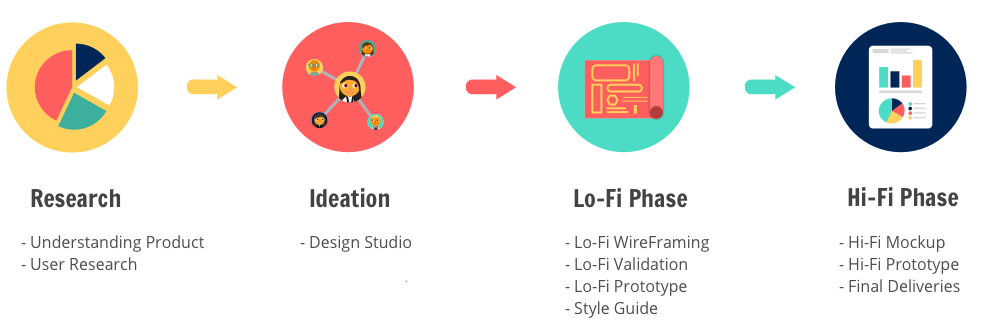 Research
- Understanding Product
- User Research
Ideation
- Design Studio
Lo-Fi Phase
- Lo-Fi WireFraming
- Lo-Fi Validation
- Lo-Fi Prototype
- Style Guide
Hi-Fi Phase
- Hi-Fi Mockup
- Hi-Fi Prototype
- Final Deliveries